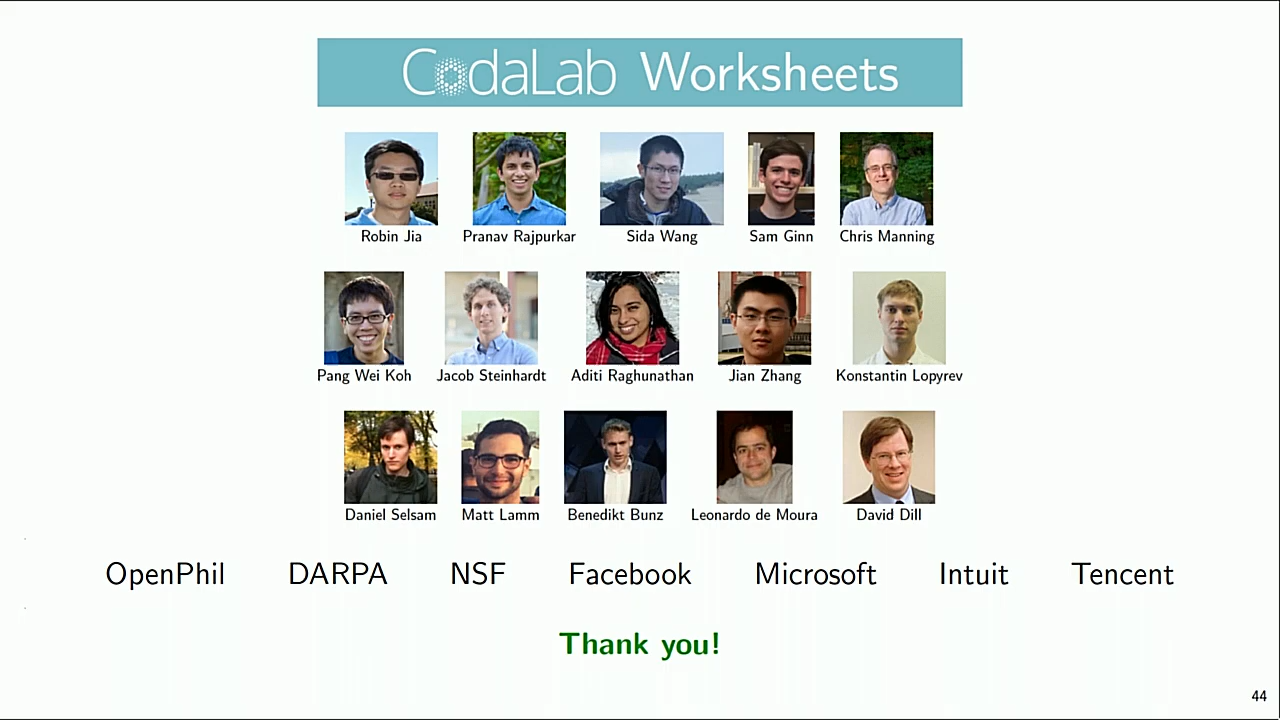 CodaLab Worksheets
Robin Jia Pranav Rajpurkar Sida Wang Sam Ginn Chris Manning
Pang Wei Koh Jacob Steinhardt Aditi Raghunathan Jian Zhang Konstantin Lopyrev
Daniel Selsam Matt Lamm Benedikt Bunz Leonardo de Moura David Dill
OpenPhil DARPA NSF Facebook Microsoft Intuit Tencent
Thank you!
44